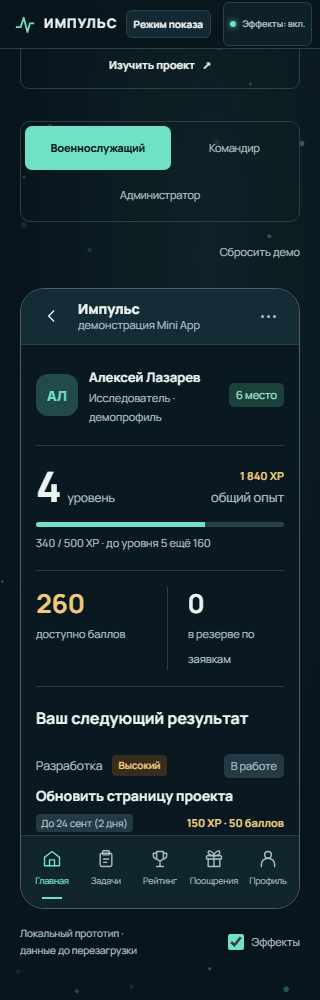 ИМПУЛЬС
Режим показа
Эффекты: вкл.
Изучить проект ↗
Военнослужащий
Командир
Администратор
Сбросить демо
Импульс
демонстрация Mini App
АЛ
Алексей Лазарев
Исследователь ·
демопрофиль
6 место
4 уровень
1 840 XP
общий опыт
340 / 500 XP · до уровня 5 ещё 160
260
доступно баллов
0
в резерве по
заявкам
Ваш следующий результат
Разработка
Высокий
В работе
Обновить страницу проекта
До 24 сент (2 дня)
150 XP · 50 баллов
Главная
Задачи
Рейтинг
Поощрения
Профиль
Локальный прототип ·
данные до перезагрузки
Эффекты